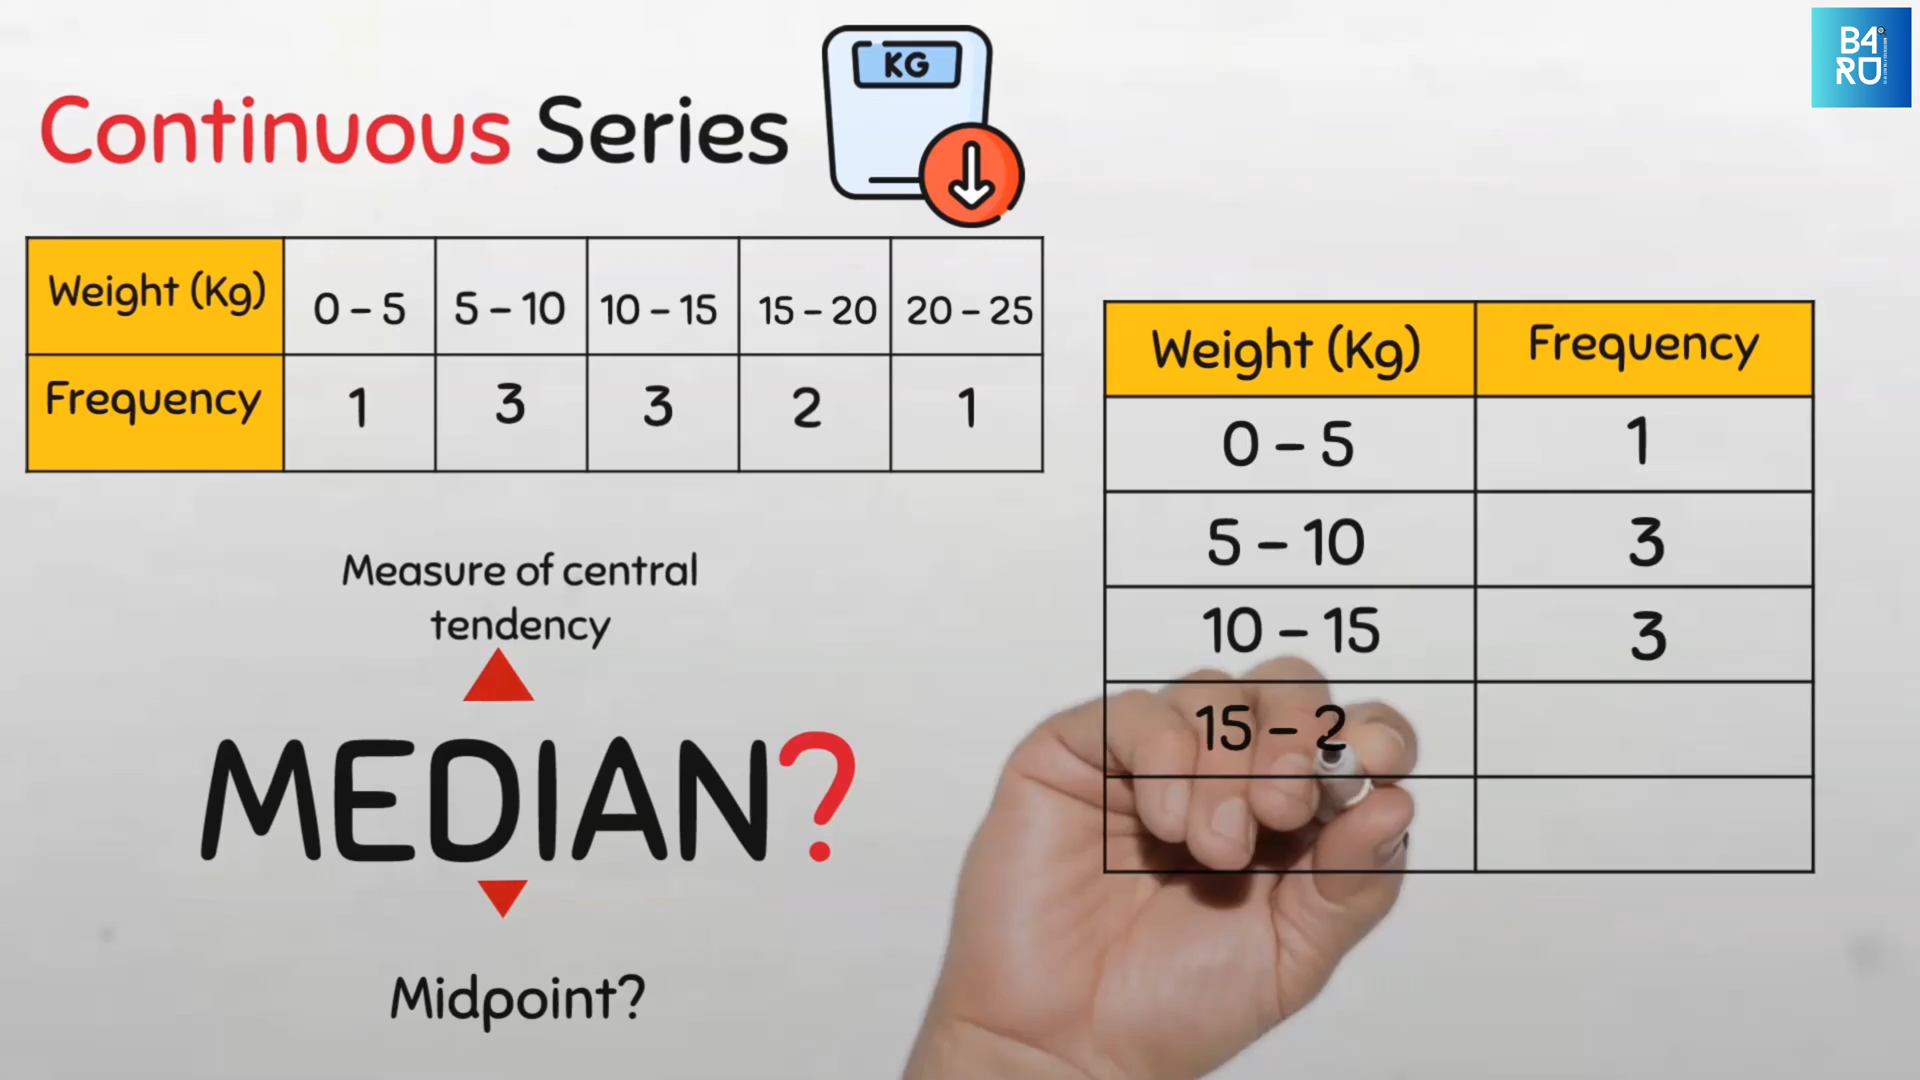 KG
B4
RU
Continuous Series
Weight (Kg) 0 – 5 5 – 10 10 – 15 15 – 20 20 – 25
Frequency 1 3 3 2 1
Measure of central
tendency
MEDIAN?
Midpoint?
Weight (Kg) Frequency
0 – 5 1
5 – 10 3
10 – 15 3
15 – 2